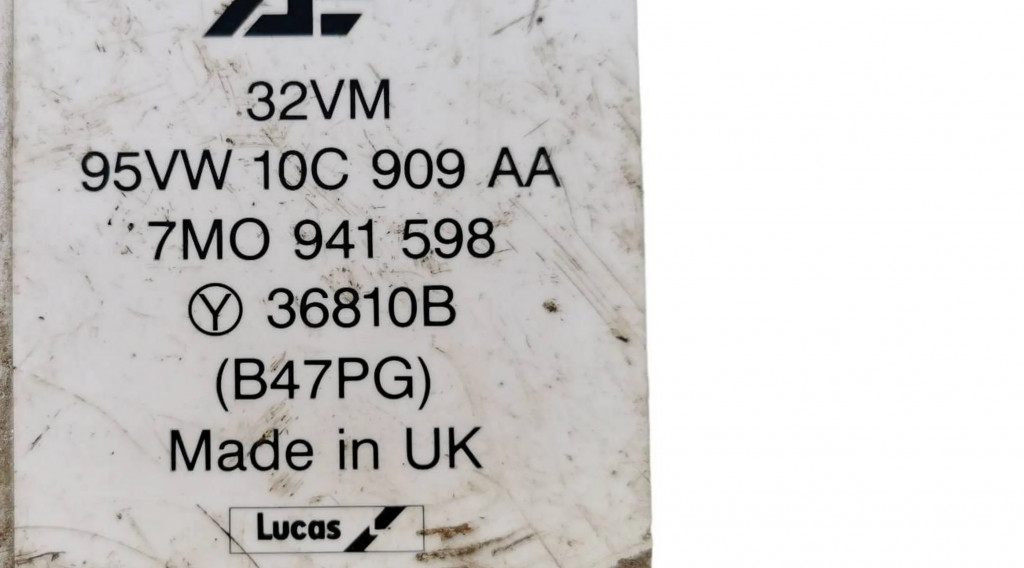 32VM
95VW 10C 909 AA
7MO 941 598
Ⓨ 36810B
(B47PG)
Made in UK
Lucas